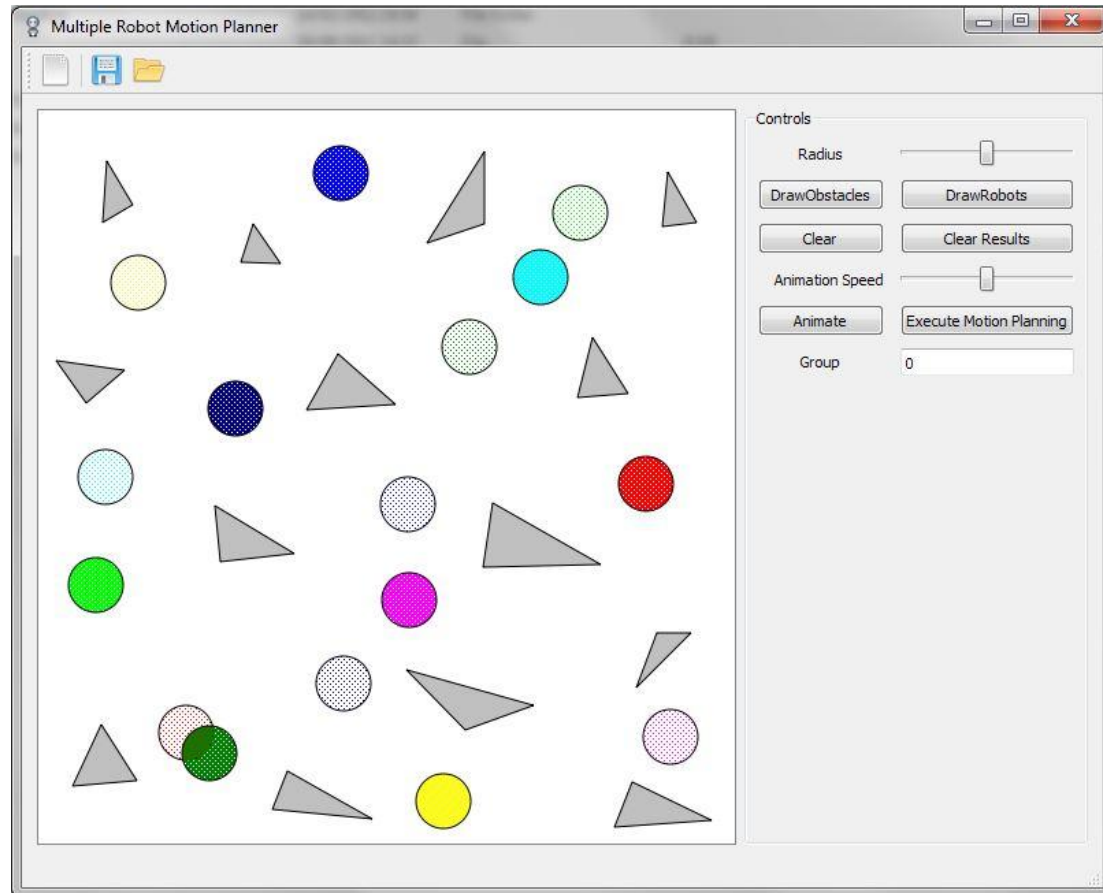 Multiple Robot Motion Planner
Controls
Radius
DrawObstacles DrawRobots
Clear Clear Results
Animation Speed
Animate Execute Motion Planning
Group 0